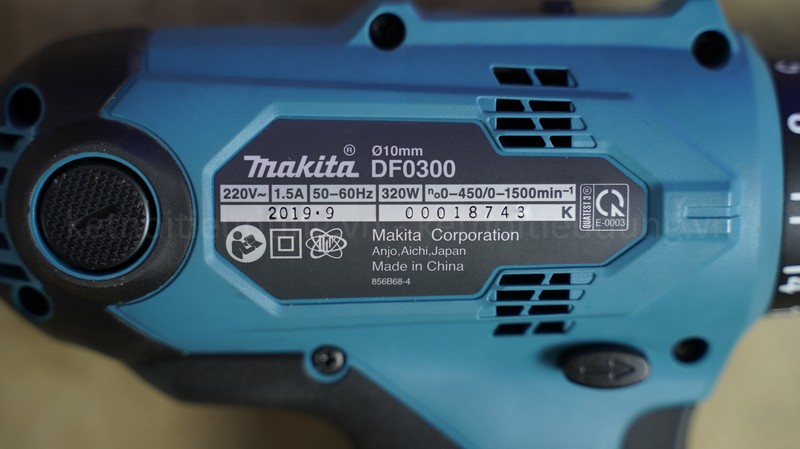 makita® Ø10mm
DF0300
220V~ 1.5A 50–60Hz 320W n₀0–450/0–1500min⁻¹
2019·9 00018743 K
QUATEST 3
E-0003
Makita Corporation
Anjo,Aichi,Japan
Made in China
856B68-4
4